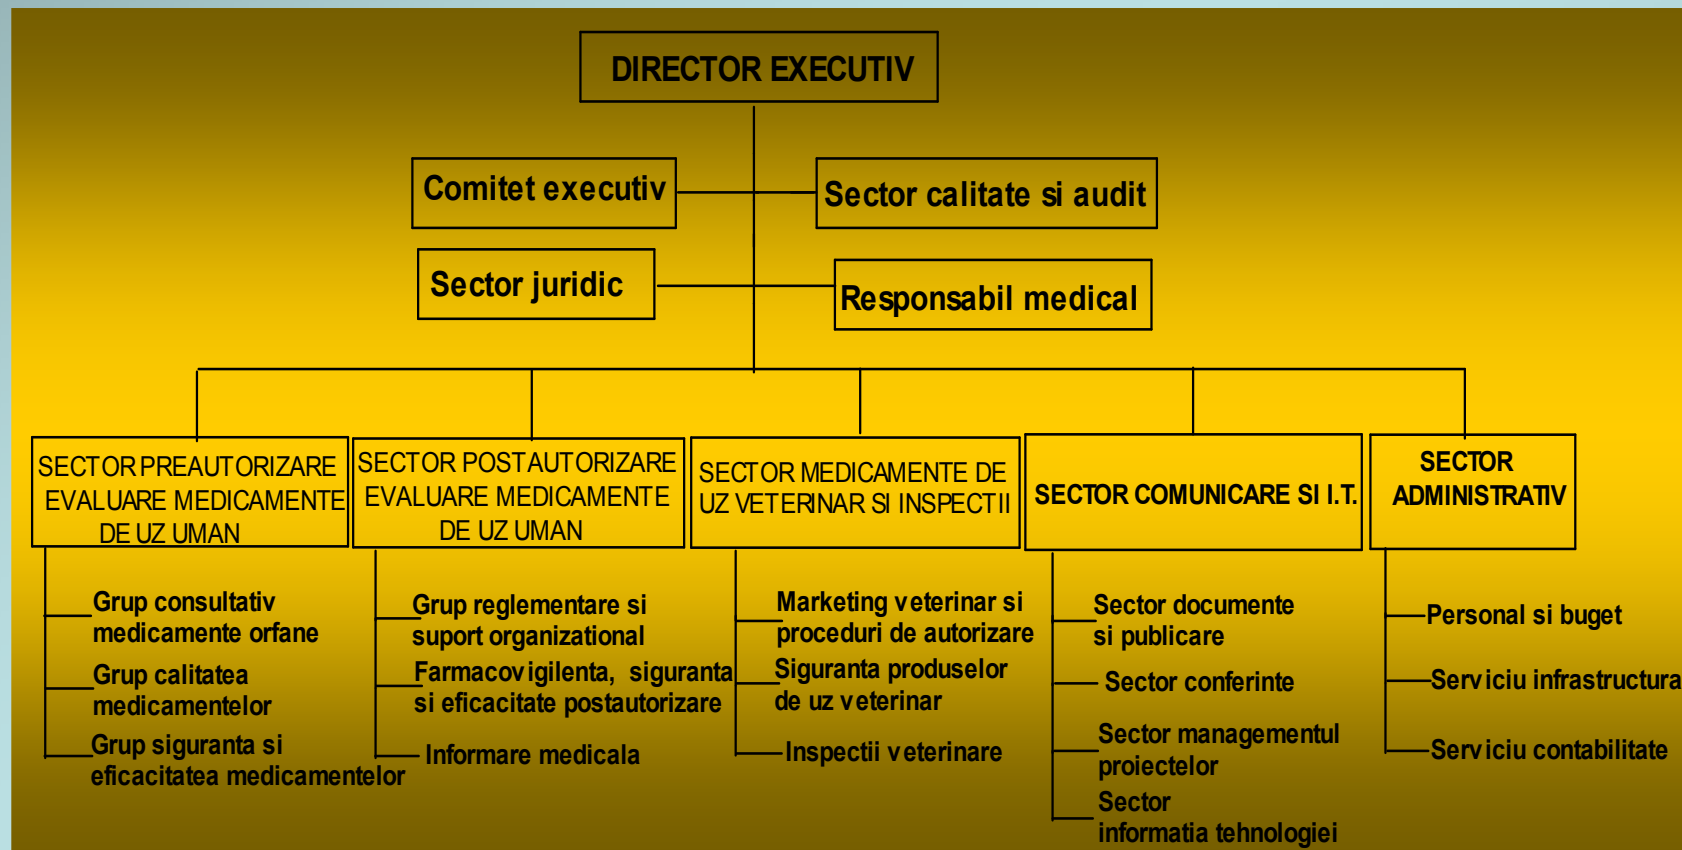 DIRECTOR EXECUTIV
Comitet executiv
Sector calitate si audit
Sector juridic
Responsabil medical
SECTOR PREAUTORIZARE
EVALUARE MEDICAMENTE
DE UZ UMAN
SECTOR POSTAUTORIZARE
EVALUARE MEDICAMENTE
DE UZ UMAN
SECTOR MEDICAMENTE DE
UZ VETERINAR SI INSPECTII
SECTOR COMUNICARE SI I.T.
SECTOR
ADMINISTRATIV
Grup consultativ
medicamente orfane
Grup calitatea
medicamentelor
Grup siguranta si
eficacitatea medicamentelor
Grup reglementare si
suport organizational
Farmacovigilenta, siguranta
si eficacitate postautorizare
Informare medicala
Marketing veterinar si
proceduri de autorizare
Siguranta produselor
de uz veterinar
Inspectii veterinare
Sector documente
si publicare
Sector conferinte
Sector managementul
proiectelor
Sector
informatia tehnologiei
Personal si buget
Serviciu infrastructura
Serviciu contabilitate